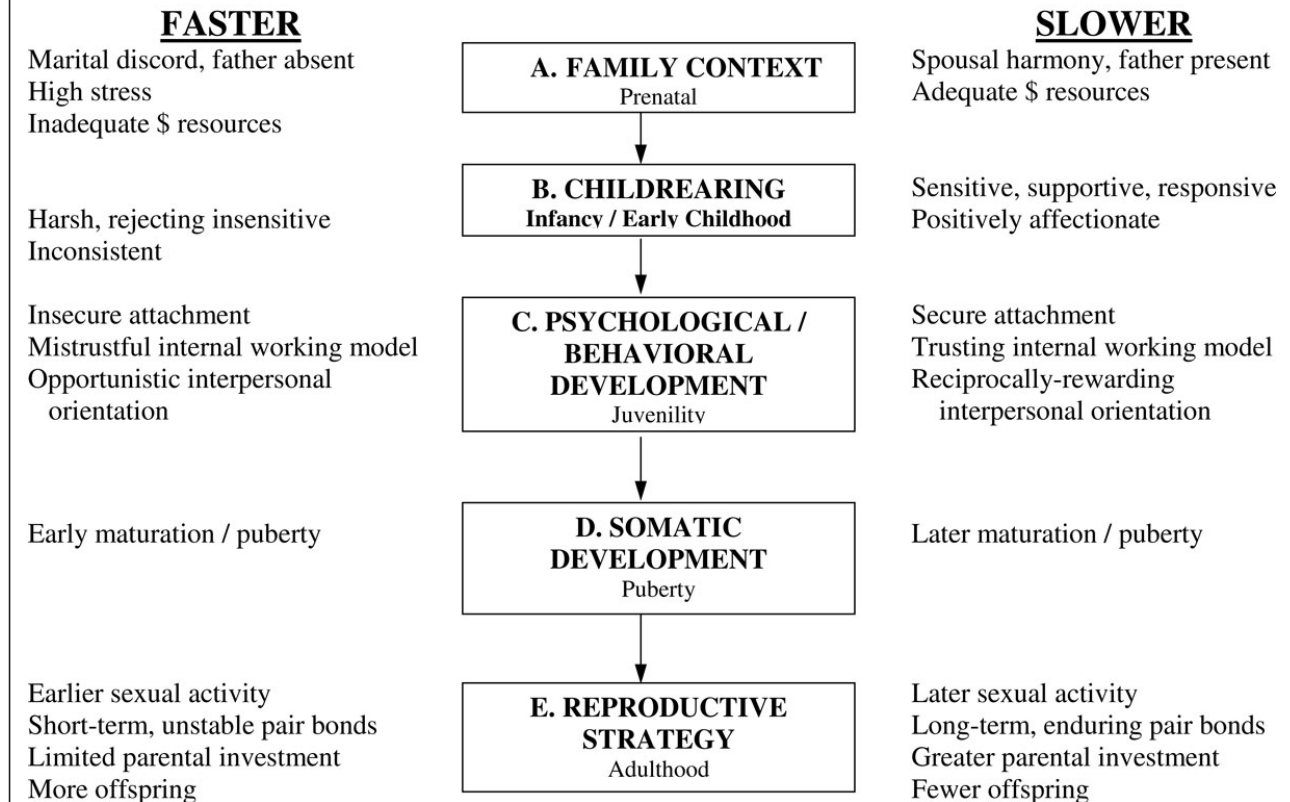 FASTER
Marital discord, father absent
High stress
Inadequate $ resources
Harsh, rejecting insensitive
Inconsistent
Insecure attachment
Mistrustful internal working model
Opportunistic interpersonal
orientation
Early maturation / puberty
Earlier sexual activity
Short-term, unstable pair bonds
Limited parental investment
More offspring
A. FAMILY CONTEXT
Prenatal
B. CHILDREARING
Infancy / Early Childhood
C. PSYCHOLOGICAL /
BEHAVIORAL
DEVELOPMENT
Juvenility
D. SOMATIC
DEVELOPMENT
Puberty
E. REPRODUCTIVE
STRATEGY
Adulthood
SLOWER
Spousal harmony, father present
Adequate $ resources
Sensitive, supportive, responsive
Positively affectionate
Secure attachment
Trusting internal working model
Reciprocally-rewarding
interpersonal orientation
Later maturation / puberty
Later sexual activity
Long-term, enduring pair bonds
Greater parental investment
Fewer offspring